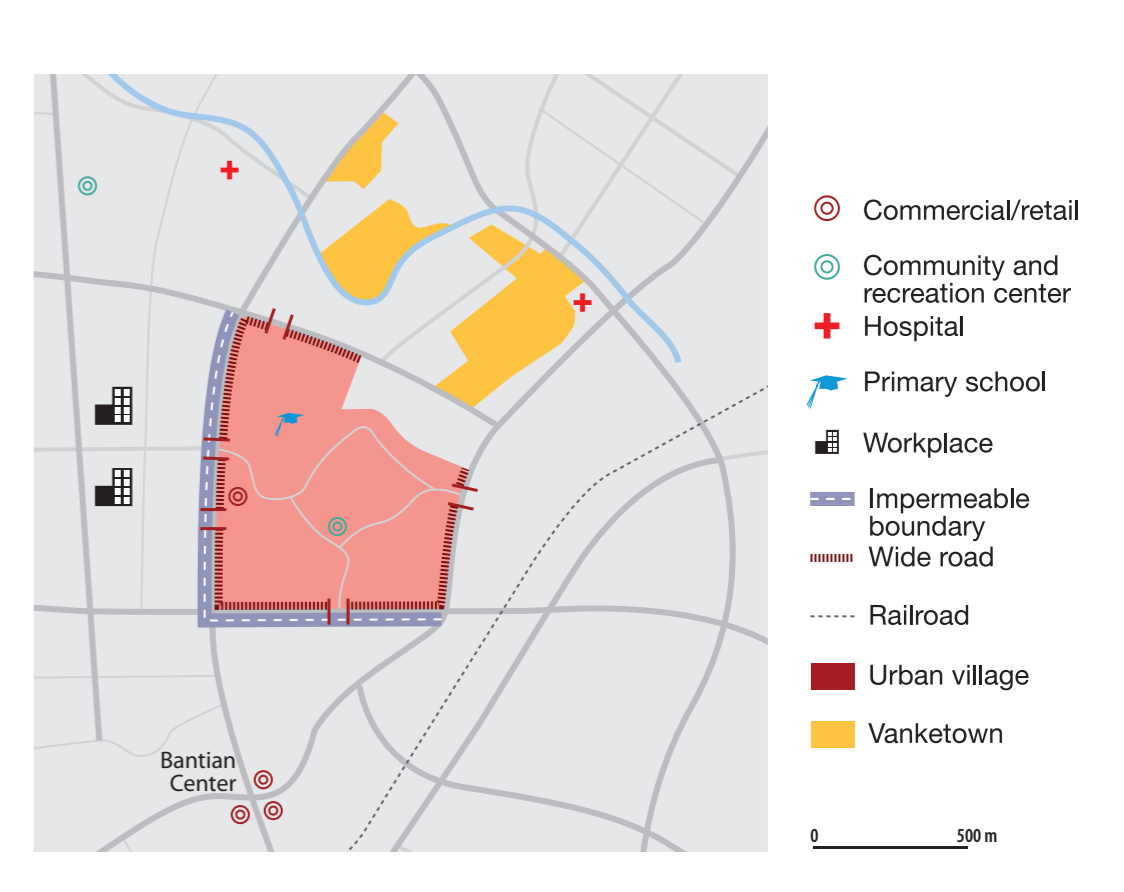 Commercial/retail
Community and
recreation center
Hospital
Primary school
Workplace
Impermeable
boundary
Wide road
Railroad
Urban village
Vanketown
Bantian
Center
0 500 m